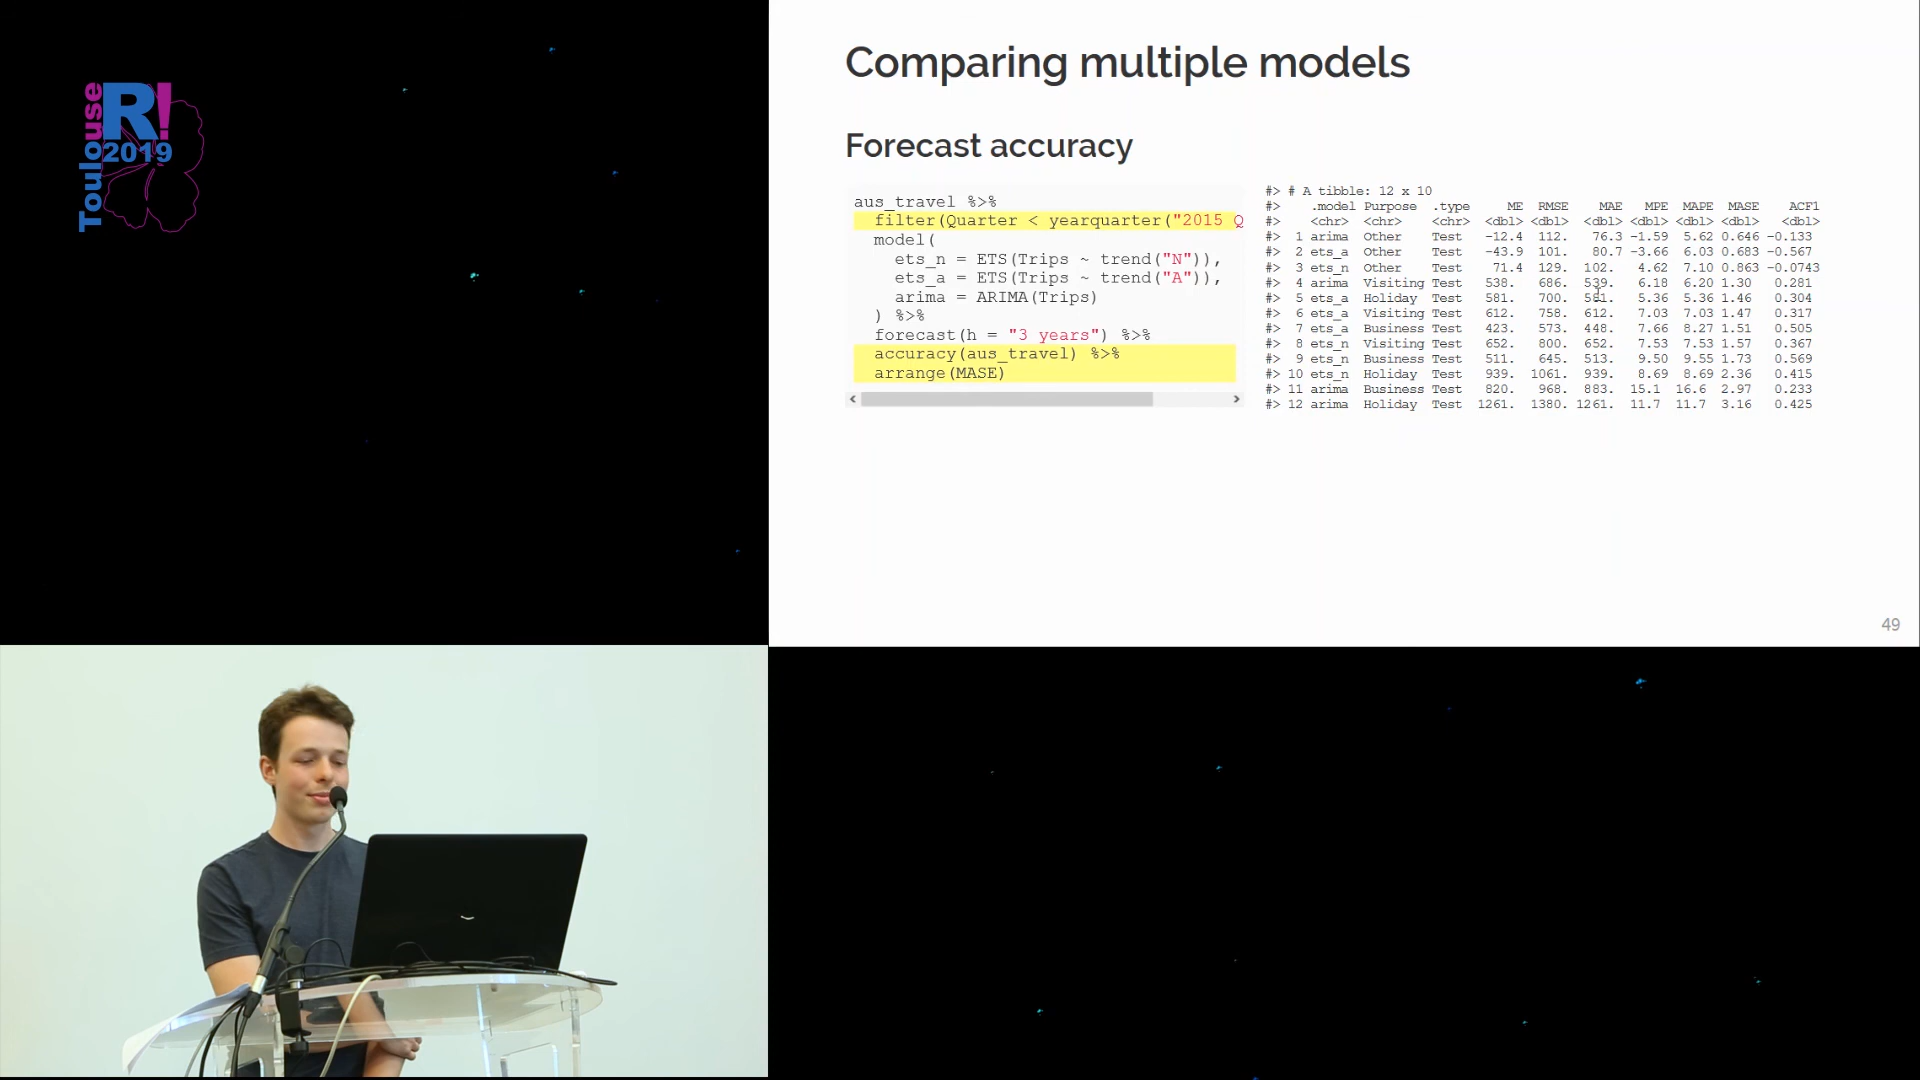 Toulouse
R!
2019
Comparing multiple models
Forecast accuracy
aus_travel %>%
filter(Quarter < yearquarter("2015 Q
model(
ets_n = ETS(Trips ~ trend("N")),
ets_a = ETS(Trips ~ trend("A")),
arima = ARIMA(Trips)
) %>%
forecast(h = "3 years") %>%
accuracy(aus_travel) %>%
arrange(MASE)
#> # A tibble: 12 x 10
#> .model Purpose .type ME RMSE MAE MPE MAPE MASE ACF1
#> <chr> <chr> <chr> <dbl> <dbl> <dbl> <dbl> <dbl> <dbl> <dbl>
#> 1 arima Other Test -12.4 112. 76.3 -1.59 5.62 0.646 -0.133
#> 2 ets_a Other Test -43.9 101. 80.7 -3.66 6.03 0.683 -0.567
#> 3 ets_n Other Test 71.4 129. 102. 4.62 7.10 0.863 -0.0743
#> 4 arima Visiting Test 538. 686. 539. 6.18 6.20 1.30 0.281
#> 5 ets_a Holiday Test 581. 700. 581. 5.36 5.36 1.46 0.304
#> 6 ets_a Visiting Test 612. 758. 612. 7.03 7.03 1.47 0.317
#> 7 ets_a Business Test 423. 573. 448. 7.66 8.27 1.51 0.505
#> 8 ets_n Visiting Test 652. 800. 652. 7.53 7.53 1.57 0.367
#> 9 ets_n Business Test 511. 645. 513. 9.50 9.55 1.73 0.569
#> 10 ets_n Holiday Test 939. 1061. 939. 8.69 8.69 2.36 0.415
#> 11 arima Business Test 820. 968. 883. 15.1 16.6 2.97 0.233
#> 12 arima Holiday Test 1261. 1380. 1261. 11.7 11.7 3.16 0.425
49